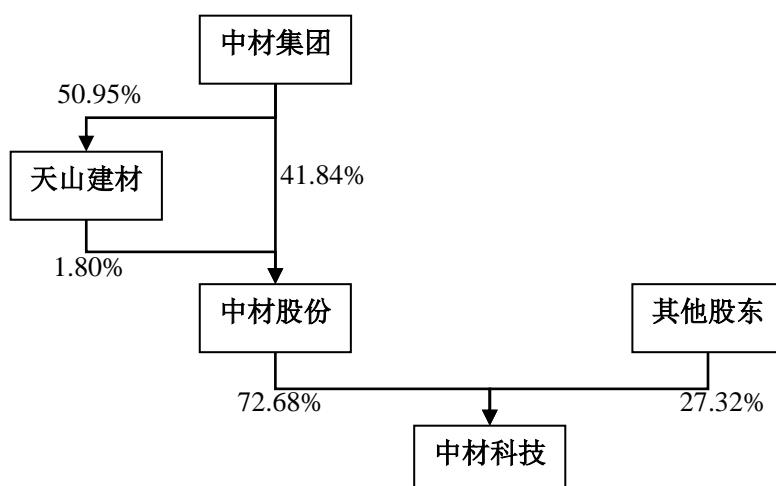 中材集团
50.95%
天山建材
41.84%
1.80%
中材股份
其他股东
72.68%
27.32%
中材科技